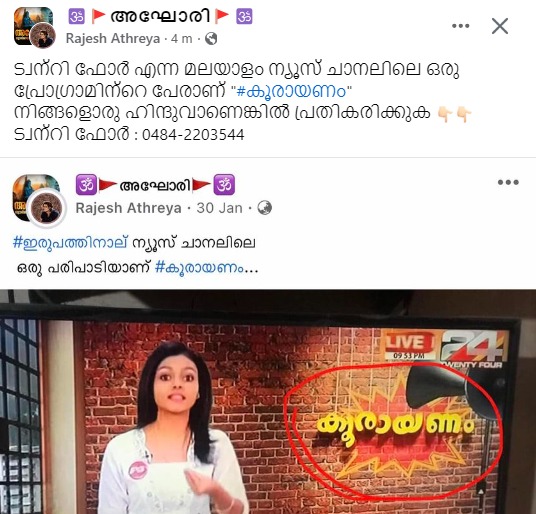 🕉 🚩അഘോരി🚩 🕉
Rajesh Athreya · 4 m ·
ട്വന്റി ഫോർ എന്ന മലയാളം ന്യൂസ് ചാനലിലെ ഒരു
പ്രോഗ്രാമിന്റെ പേരാണ് "#കൂരായണം"
നിങ്ങളൊരു ഹിന്ദുവാണെങ്കിൽ പ്രതികരിക്കുക 👇🏻👇🏻
ട്വന്റി ഫോർ : 0484-2203544
🕉🚩അഘോരി🚩🕉
Rajesh Athreya · 30 Jan ·
#ഇരുപത്തിനാല് ന്യൂസ് ചാനലിലെ
ഒരു പരിപാടിയാണ് #കൂരായണം...
LIVE
09 53 PM
24
TWENTY FOUR
കൂരായണം